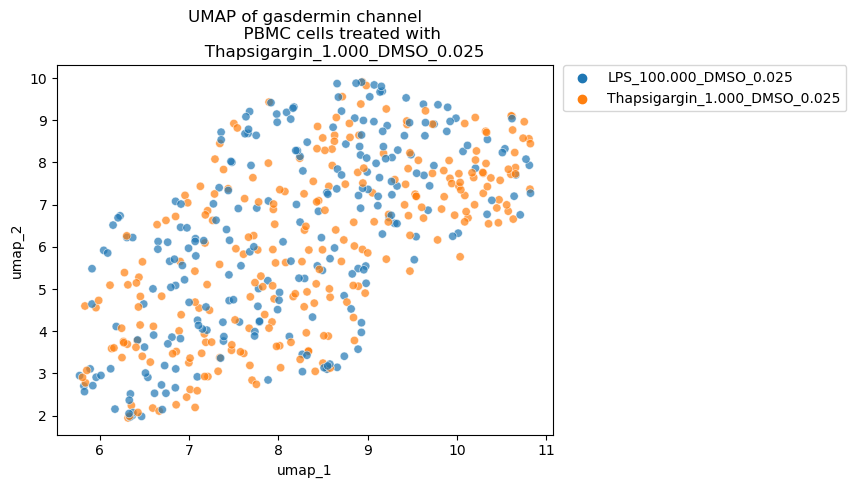 UMAP of gasdermin channel
PBMC cells treated with
Thapsigargin_1.000_DMSO_0.025
LPS_100.000_DMSO_0.025
Thapsigargin_1.000_DMSO_0.025
10
9
8
7
6
5
4
3
2
umap_2
6
7
8
9
10
11
umap_1